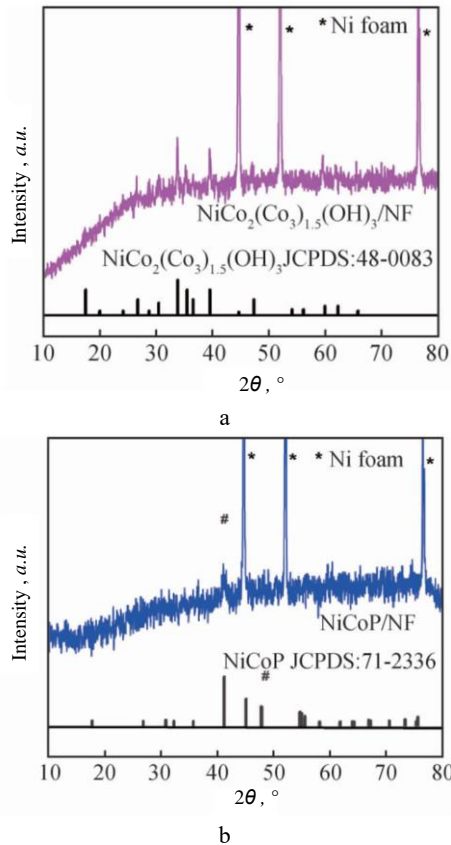 * * * Ni foam *
Intensity , a.u.
NiCo₂(Co₃)₁.₅(OH)₃/NF
NiCo₂(Co₃)₁.₅(OH)₃JCPDS:48-0083
10 20 30 40 50 60 70 80
2θ , °
a
* * * Ni foam *
#
Intensity , a.u.
NiCoP/NF
NiCoP JCPDS:71-2336
#
10 20 30 40 50 60 70 80
2θ , °
b